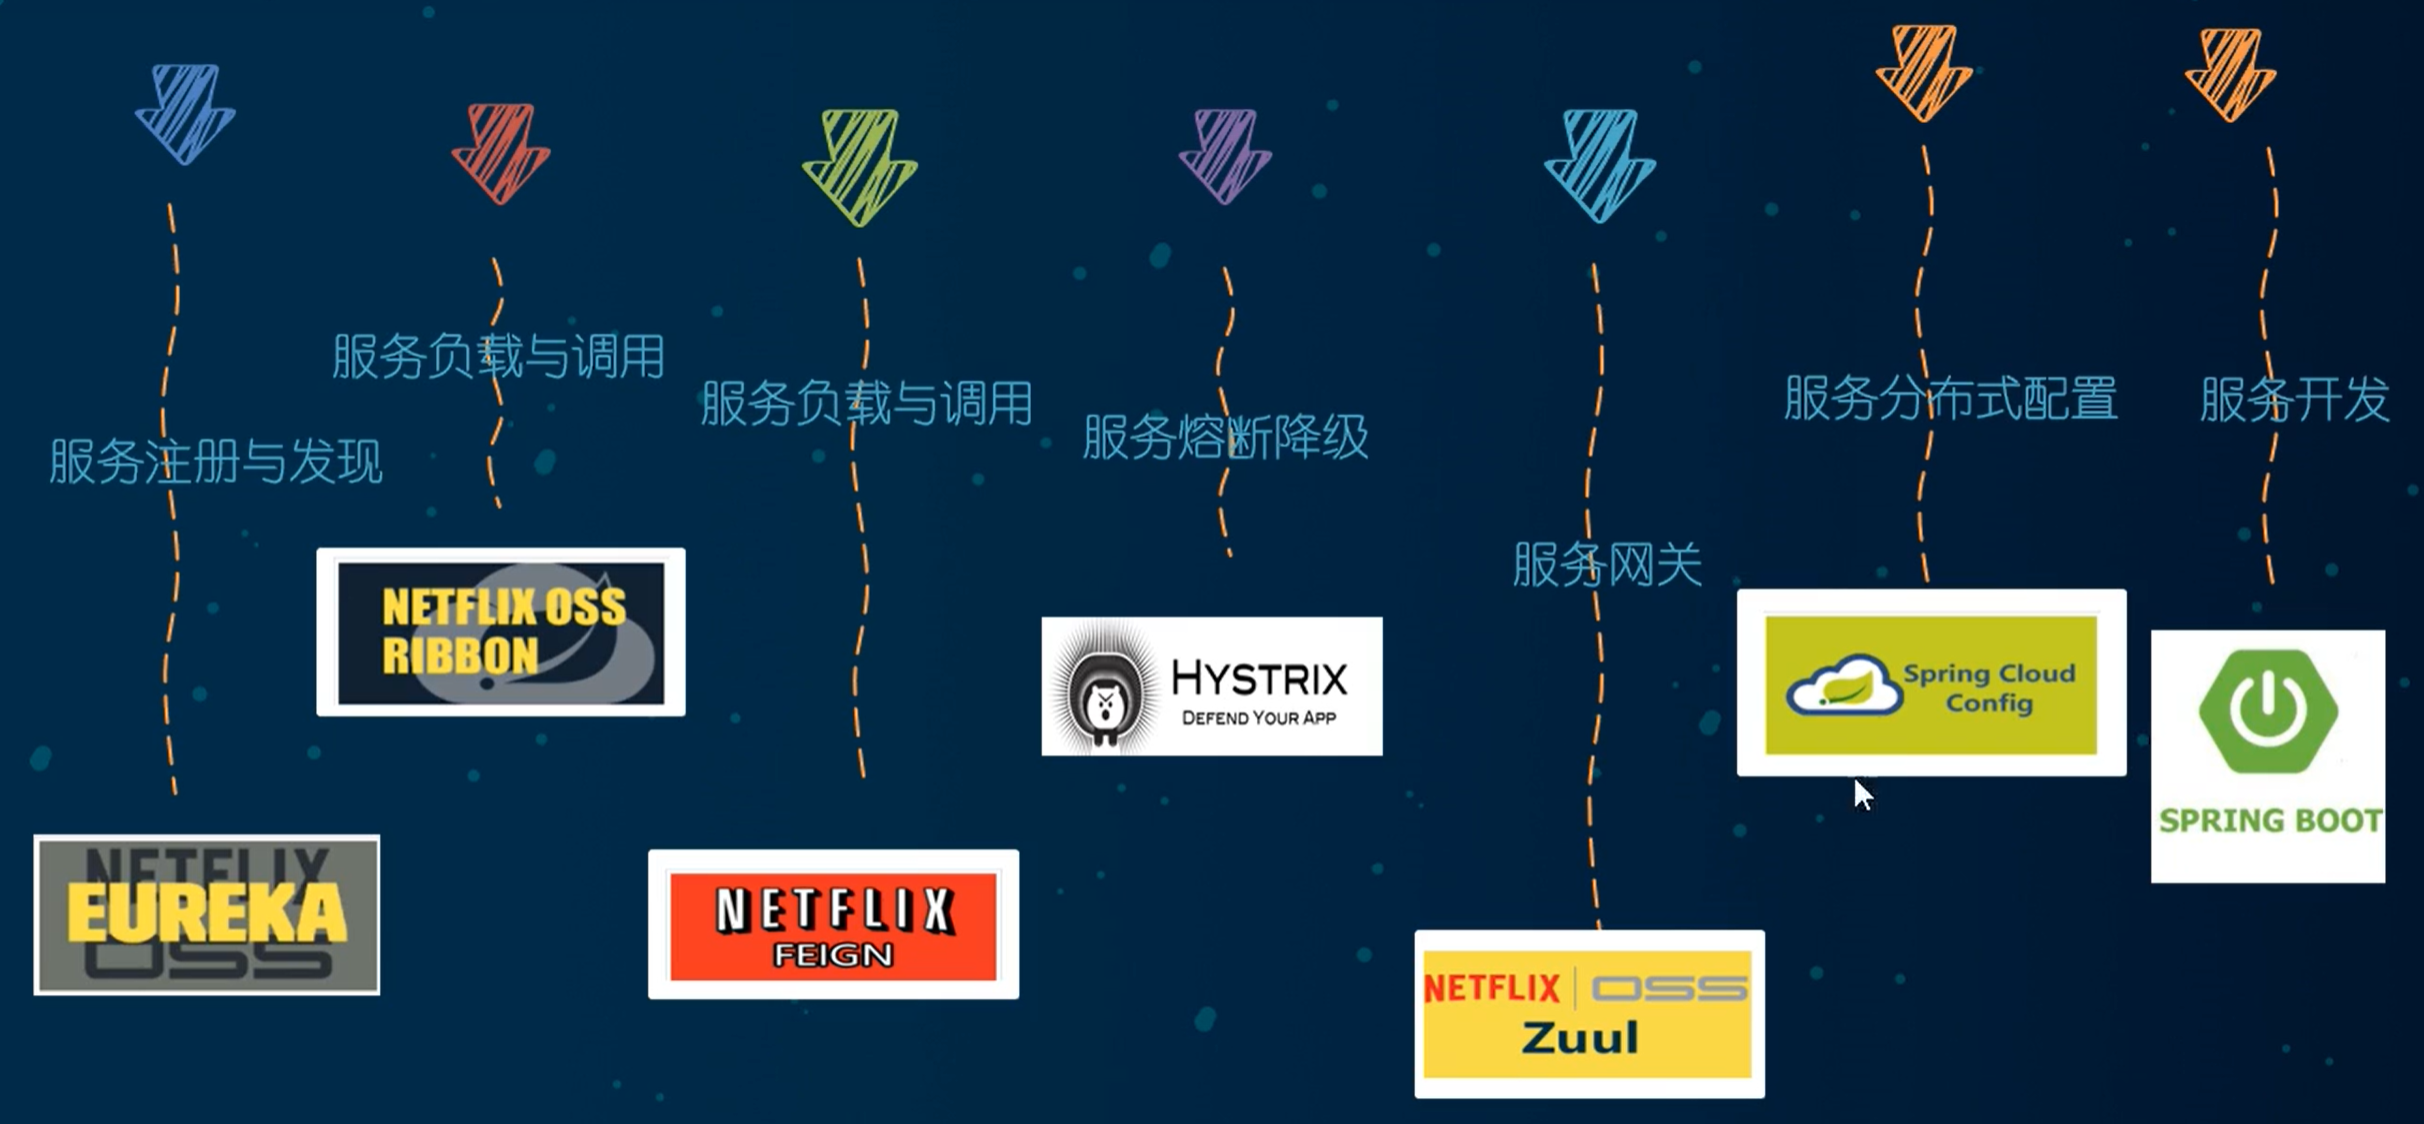 服务注册与发现
NETFLIX
EUREKA
OSS
服务负载与调用
NETFLIX OSS
RIBBON
服务负载与调用
NETFLIX
FEIGN
服务熔断降级
HYSTRIX
DEFEND YOUR APP
服务网关
NETFLIX | OSS
Zuul
服务分布式配置
Spring Cloud
Config
服务开发
SPRING BOOT